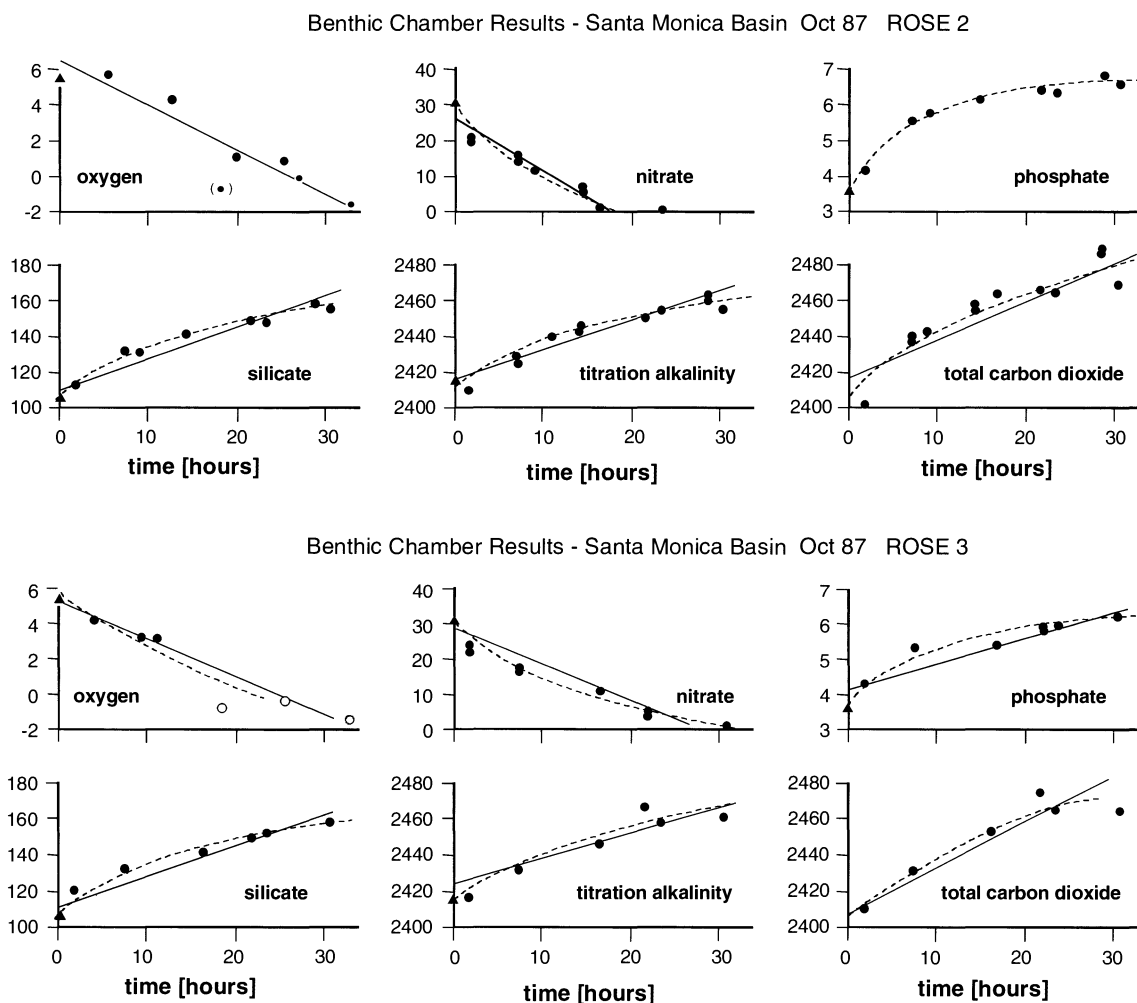 Benthic Chamber Results - Santa Monica Basin Oct 87 ROSE 2
6
4
2
0
-2
oxygen
( )
40
30
20
10
0
nitrate
7
6
5
4
3
phosphate
180
160
140
120
100
silicate
0 10 20 30
time [hours]
2480
2460
2440
2420
2400
titration alkalinity
0 10 20 30
time [hours]
2480
2460
2440
2420
2400
total carbon dioxide
0 10 20 30
time [hours]
Benthic Chamber Results - Santa Monica Basin Oct 87 ROSE 3
6
4
2
0
-2
oxygen
40
30
20
10
0
nitrate
7
6
5
4
3
phosphate
180
160
140
120
100
silicate
0 10 20 30
time [hours]
2480
2460
2440
2420
2400
titration alkalinity
0 10 20 30
time [hours]
2480
2460
2440
2420
2400
total carbon dioxide
0 10 20 30
time [hours]